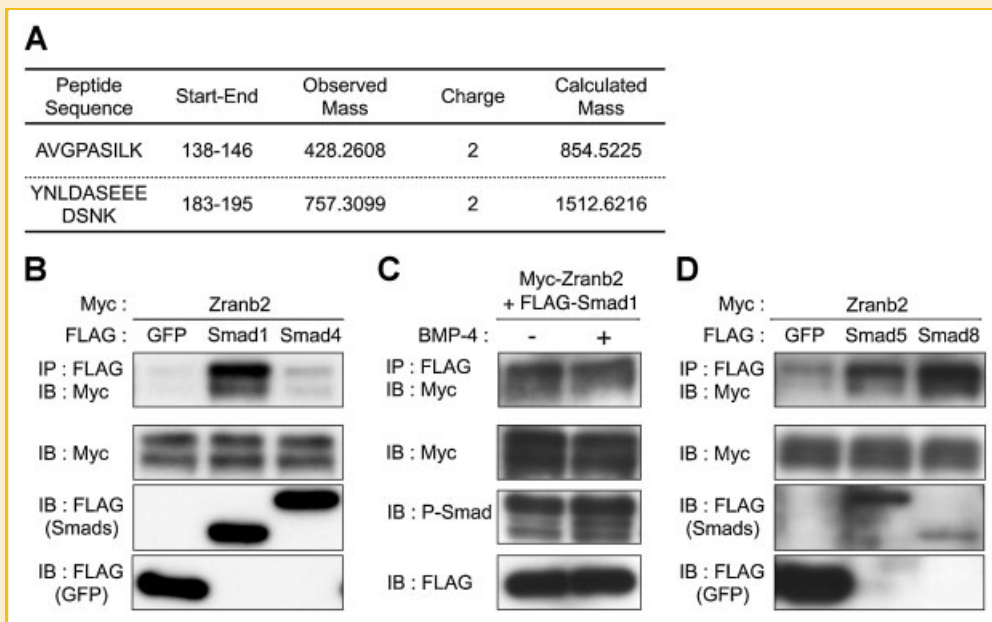 A
Peptide Sequence Start-End Observed Mass Charge Calculated Mass
AVGPASILK 138-146 428.2608 2 854.5225
YNLDASEEE DSNK 183-195 757.3099 2 1512.6216
B
Myc : Zranb2
FLAG : GFP Smad1 Smad4
IP : FLAG
IB : Myc
IB : Myc
IB : FLAG
(Smads)
IB : FLAG
(GFP)
C
Myc-Zranb2
+ FLAG-Smad1
BMP-4 : - +
IP : FLAG
IB : Myc
IB : Myc
IB : P-Smad
IB : FLAG
D
Myc : Zranb2
FLAG : GFP Smad5 Smad8
IP : FLAG
IB : Myc
IB : Myc
IB : FLAG
(Smads)
IB : FLAG
(GFP)